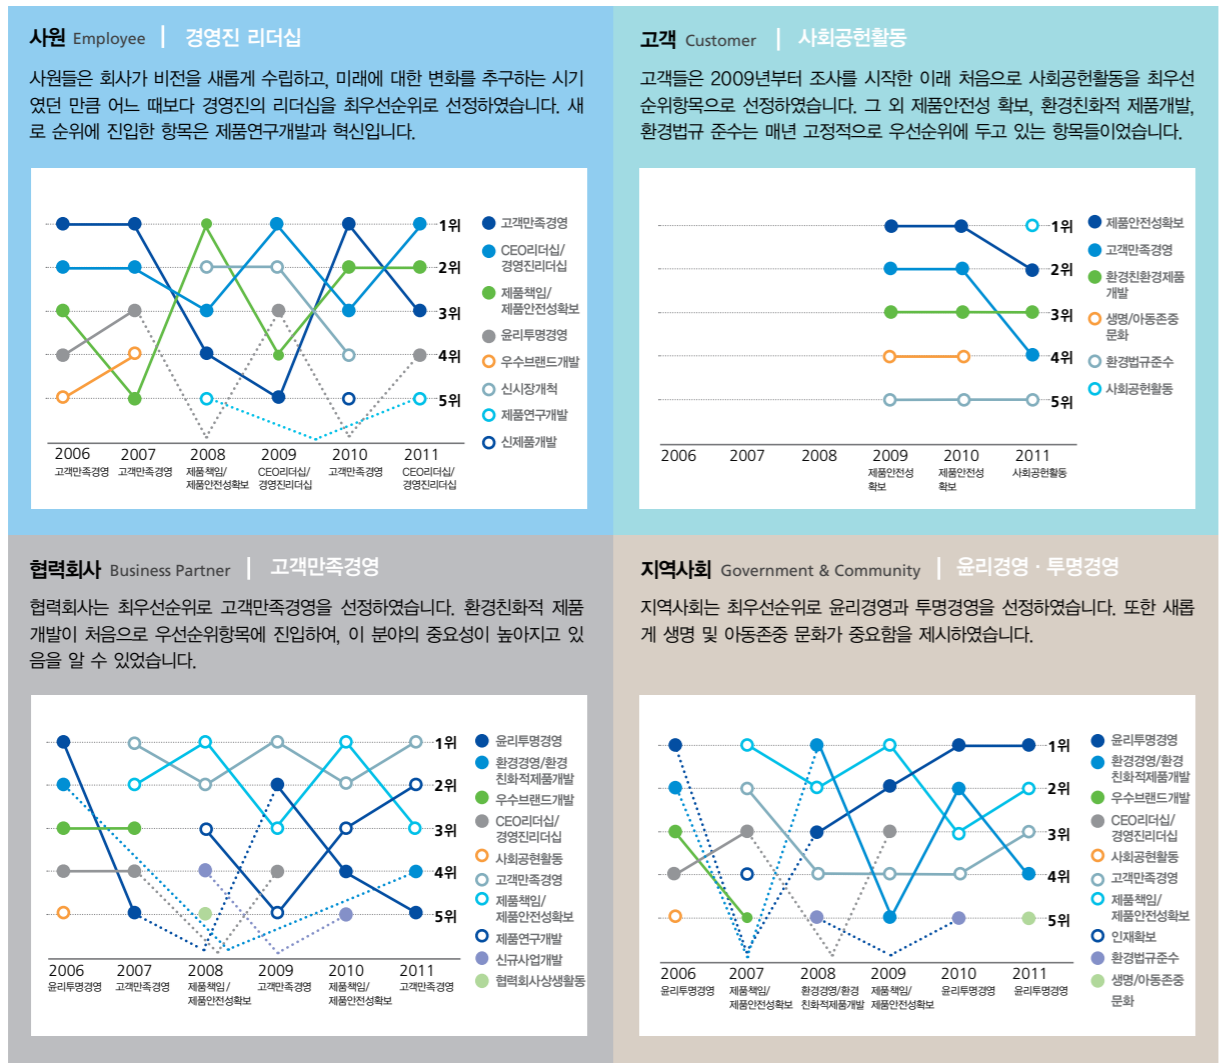 사원 Employee | 경영진 리더십
사원들은 회사가 비전을 새롭게 수립하고, 미래에 대한 변화를 추구하는 시기
였던 만큼 어느 때보다 경영진의 리더십을 최우선순위로 선정하였습니다. 새
로 순위에 진입한 항목은 제품연구개발과 혁신입니다.
1위
2위
3위
4위
5위
고객만족경영
CEO리더십/
경영진리더십
제품책임/
제품안전성확보
윤리투명경영
우수브랜드개발
신시장개척
제품연구개발
신제품개발
2006 2007 2008 2009 2010 2011
고객만족경영 고객만족경영 제품책임/ CEO리더십/ 고객만족경영 CEO리더십/
제품안전성확보 경영진리더십 경영진리더십
고객 Customer | 사회공헌활동
고객들은 2009년부터 조사를 시작한 이래 처음으로 사회공헌활동을 최우선
순위항목으로 선정하였습니다. 그 외 제품안전성 확보, 환경친화적 제품개발,
환경법규 준수는 매년 고정적으로 우선순위에 두고 있는 항목들이었습니다.
1위
2위
3위
4위
5위
제품안전성확보
고객만족경영
환경친환경제품
개발
생명/아동존중
문화
환경법규준수
사회공헌활동
2006 2007 2008 2009 2010 2011
제품안전성 제품안전성 사회공헌활동
확보 확보
협력회사 Business Partner | 고객만족경영
협력회사는 최우선순위로 고객만족경영을 선정하였습니다. 환경친화적 제품
개발이 처음으로 우선순위항목에 진입하여, 이 분야의 중요성이 높아지고 있
음을 알 수 있었습니다.
1위
2위
3위
4위
5위
윤리투명경영
환경경영/환경
친화적제품개발
우수브랜드개발
CEO리더십/
경영진리더십
사회공헌활동
고객만족경영
제품책임/
제품안전성확보
제품연구개발
신규사업개발
협력회사상생활동
2006 2007 2008 2009 2010 2011
윤리투명경영 고객만족경영 제품책임/ 고객만족경영 제품책임/ 고객만족경영
제품안전성확보 제품안전성확보
지역사회 Government & Community | 윤리경영 · 투명경영
지역사회는 최우선순위로 윤리경영과 투명경영을 선정하였습니다. 또한 새롭
게 생명 및 아동존중 문화가 중요함을 제시하였습니다.
1위
2위
3위
4위
5위
윤리투명경영
환경경영/환경
친화적제품개발
우수브랜드개발
CEO리더십/
경영진리더십
사회공헌활동
고객만족경영
제품책임/
제품안전성확보
인재확보
환경법규준수
생명/아동존중
문화
2006 2007 2008 2009 2010 2011
윤리투명경영 제품책임/ 환경경영/환경 제품책임/ 윤리투명경영 윤리투명경영
제품안전성확보 친화적제품개발 제품안전성확보